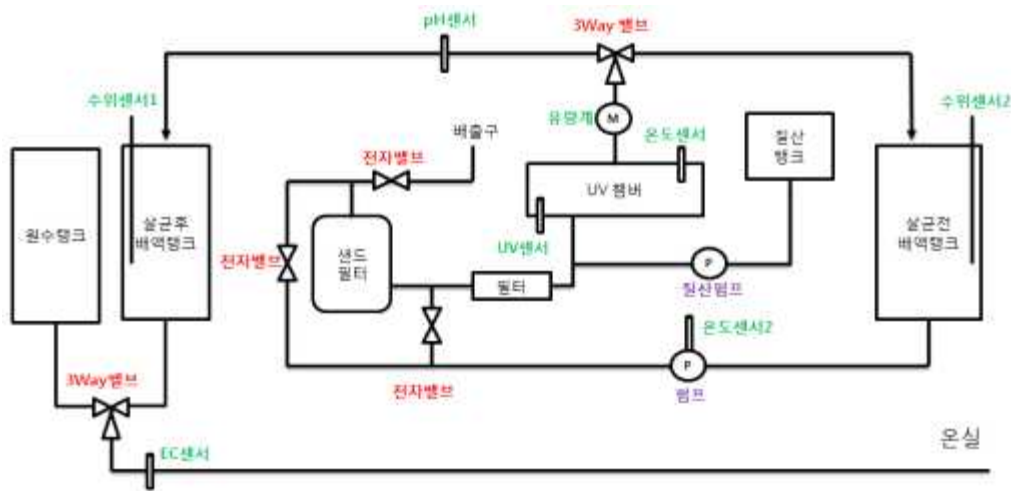 pH센서
3Way 밸브
수위센서1
수위센서2
유량계
M
온도센서
질산
탱크
배출구
전자밸브
UV 챔버
원수탱크
살균후
배액탱크
살균전
배액탱크
샌드
필터
전자밸브
UV센서
필터
P
질산펌프
온도센서2
P
펌프
3Way밸브
전자밸브
온실
EC센서